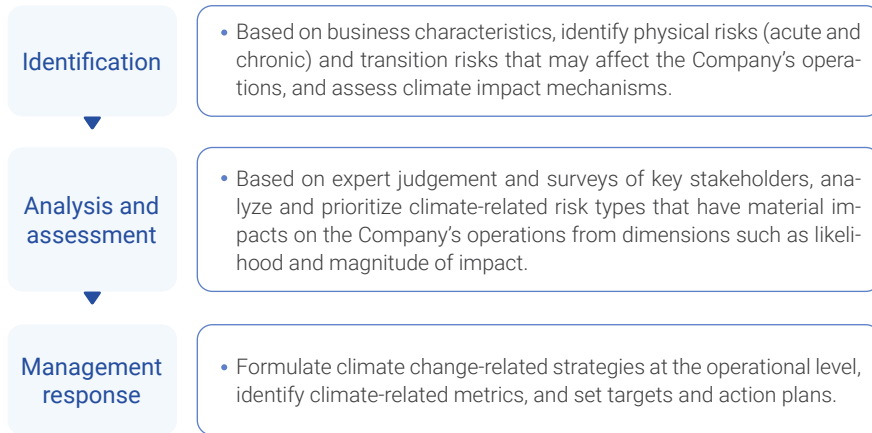 Identification
• Based on business characteristics, identify physical risks (acute and
chronic) and transition risks that may affect the Company's opera-
tions, and assess climate impact mechanisms.
Analysis and
assessment
• Based on expert judgement and surveys of key stakeholders, ana-
lyze and prioritize climate-related risk types that have material im-
pacts on the Company's operations from dimensions such as likeli-
hood and magnitude of impact.
Management
response
• Formulate climate change-related strategies at the operational level,
identify climate-related metrics, and set targets and action plans.